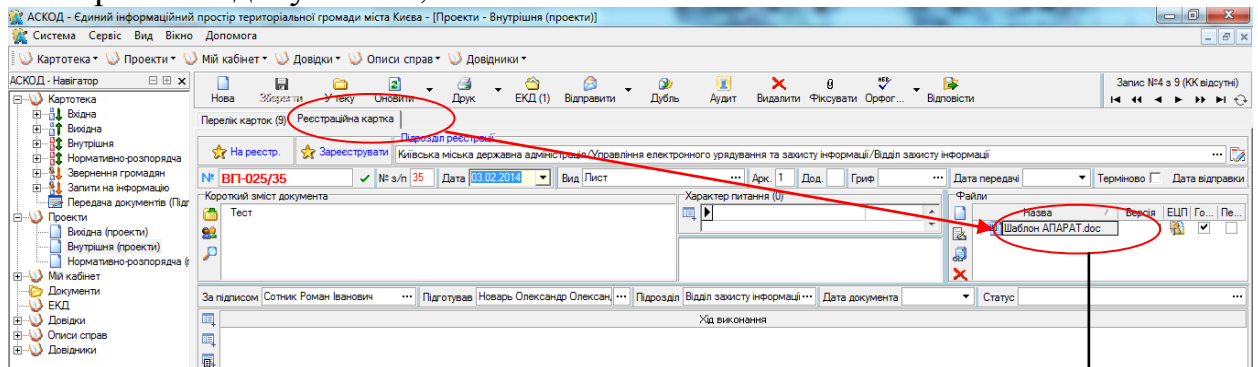 АСКОД - Єдиний інформаційний простір територіальної громади міста Києва - [Проекти - Внутрішня (проекти)]
Система Сервіс Вид Вікно Допомога
Картотека Проекти Мій кабінет Довідки Описи справ Довідники
АСКОД - Навігатор
Картотека
Вхідна
Вихідна
Внутрішня
Нормативно-розпорядча
Звернення громадян
Запити на інформацію
Передача документів (Підг
Проекти
Вихідна (проекти)
Внутрішня (проекти)
Нормативно-розпорядча (г
Мій кабінет
Документи
ЕКД
Довідки
Описи справ
Довідники
Нова Зберегти У теку Оновити Друк ЕКД (1) Відправити Дубль Аудит Видалити Фіксувати Орфог... Відповісти
Запис №4 з 9 (КК відсутні)
Перелік карток (9) Реєстраційна картка
На реєстр. Зареєструвати
Підрозділ реєстрації
Київська міська державна адміністрація/Управління електронного урядування та захисту інформації/Відділ захисту інформації ...
№ ВП-025/35 № з/п 35 Дата 03.02.2014 Вид Лист ... Арк. 1 Дод. Гриф ... Дата передачі Терміново Дата відправки
Короткий зміст документа
Тест
Характер питання (0)
Файли
Назва Версія ЕЦП Го... Пе...
Шаблон АПАРАТ.doc
За підписом Сотник Роман Іванович ... Підготував Новарь Олександр Олексан, ... Підрозділ Відділ захисту інформації ... Дата документа Статус ...
Хід виконання